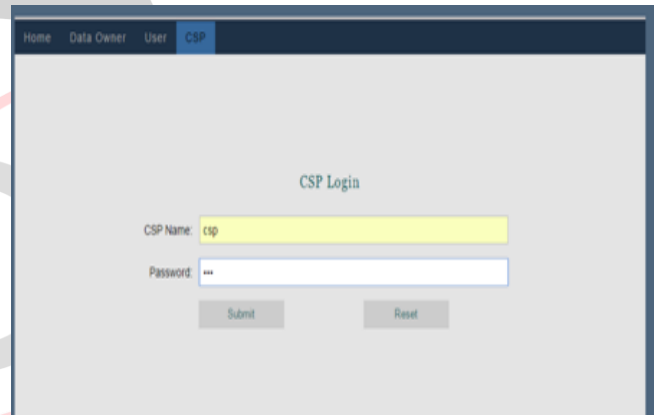 Home Data Owner User CSP
CSP Login
CSP Name: csp
Password: •••
Submit Reset